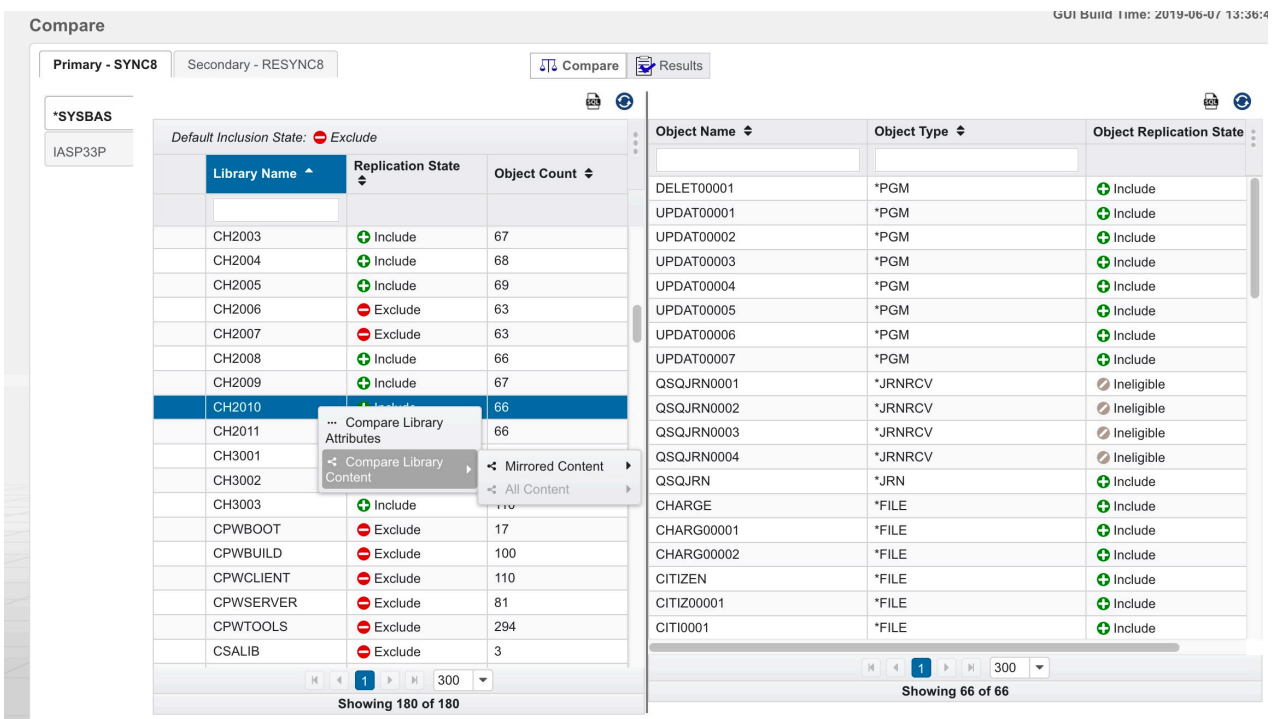 GUI Build Time: 2019-06-07 13:36:4
Compare
Primary - SYNC8 Secondary - RESYNC8 Compare Results
*SYSBAS
IASP33P
Default Inclusion State: Exclude
Library Name Replication State Object Count
CH2003 Include 67
CH2004 Include 68
CH2005 Include 69
CH2006 Exclude 63
CH2007 Exclude 63
CH2008 Include 66
CH2009 Include 67
CH2010 66
CH2011 66
CH3001
CH3002
CH3003 Include
CPWBOOT Exclude 17
CPWBUILD Exclude 100
CPWCLIENT Exclude 110
CPWSERVER Exclude 81
CPWTOOLS Exclude 294
CSALIB Exclude 3
1 300
Showing 180 of 180
... Compare Library
Attributes
Compare Library
Content
Mirrored Content
All Content
SQL
SQL
Object Name Object Type Object Replication State
DELET00001 *PGM Include
UPDAT00001 *PGM Include
UPDAT00002 *PGM Include
UPDAT00003 *PGM Include
UPDAT00004 *PGM Include
UPDAT00005 *PGM Include
UPDAT00006 *PGM Include
UPDAT00007 *PGM Include
QSQJRN0001 *JRNRCV Ineligible
QSQJRN0002 *JRNRCV Ineligible
QSQJRN0003 *JRNRCV Ineligible
QSQJRN0004 *JRNRCV Ineligible
QSQJRN *JRN Include
CHARGE *FILE Include
CHARG00001 *FILE Include
CHARG00002 *FILE Include
CITIZEN *FILE Include
CITIZ00001 *FILE Include
CITI0001 *FILE Include
1 300
Showing 66 of 66